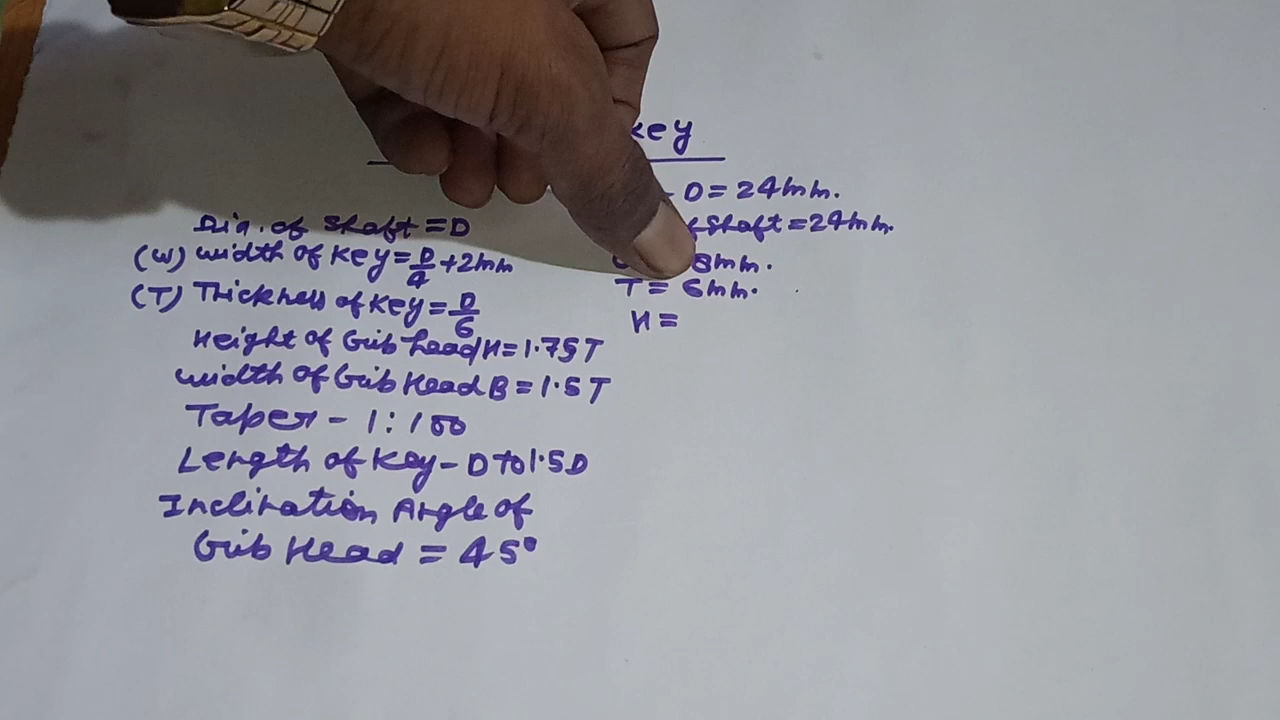 Key
D = 24mm.
Dia. of Shaft = D
Shaft = 24mm.
(W) width of Key = D/4 + 2mm
8mm.
(T) Thickness of Key = D/6
T = 6mm.
Height of Gib head H = 1.75T
H =
width of Gib Head B = 1.5T
Taper - 1:100
Length of Key - D to 1.5D
Inclination Angle of
Gib Head = 45°